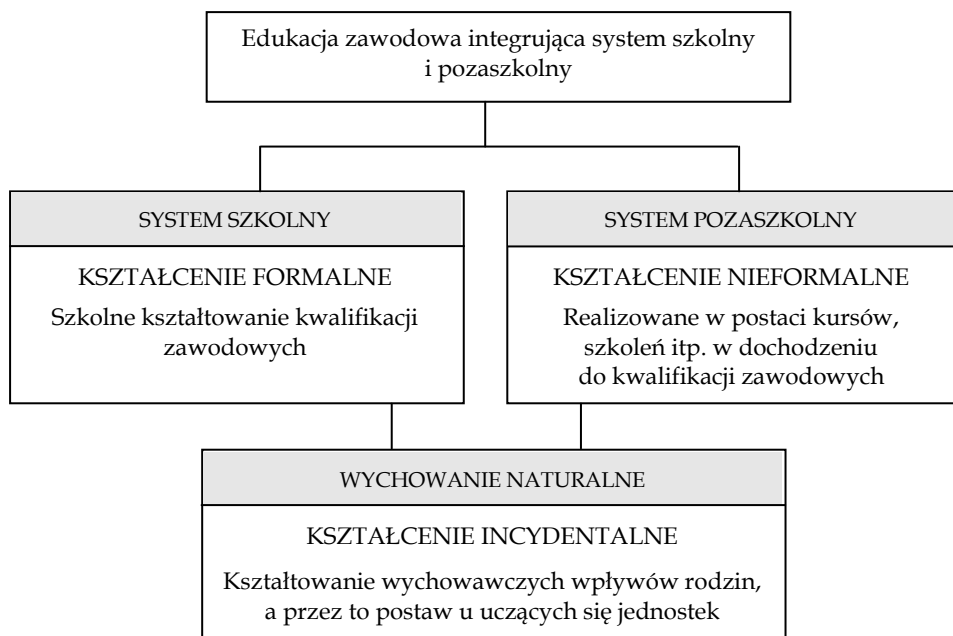 Edukacja zawodowa integrująca system szkolny
i pozaszkolny
SYSTEM SZKOLNY
KSZTAŁCENIE FORMALNE
Szkolne kształtowanie kwalifikacji
zawodowych
SYSTEM POZASZKOLNY
KSZTAŁCENIE NIEFORMALNE
Realizowane w postaci kursów,
szkoleń itp. w dochodzeniu
do kwalifikacji zawodowych
WYCHOWANIE NATURALNE
KSZTAŁCENIE INCYDENTALNE
Kształtowanie wychowawczych wpływów rodzin,
a przez to postaw u uczących się jednostek